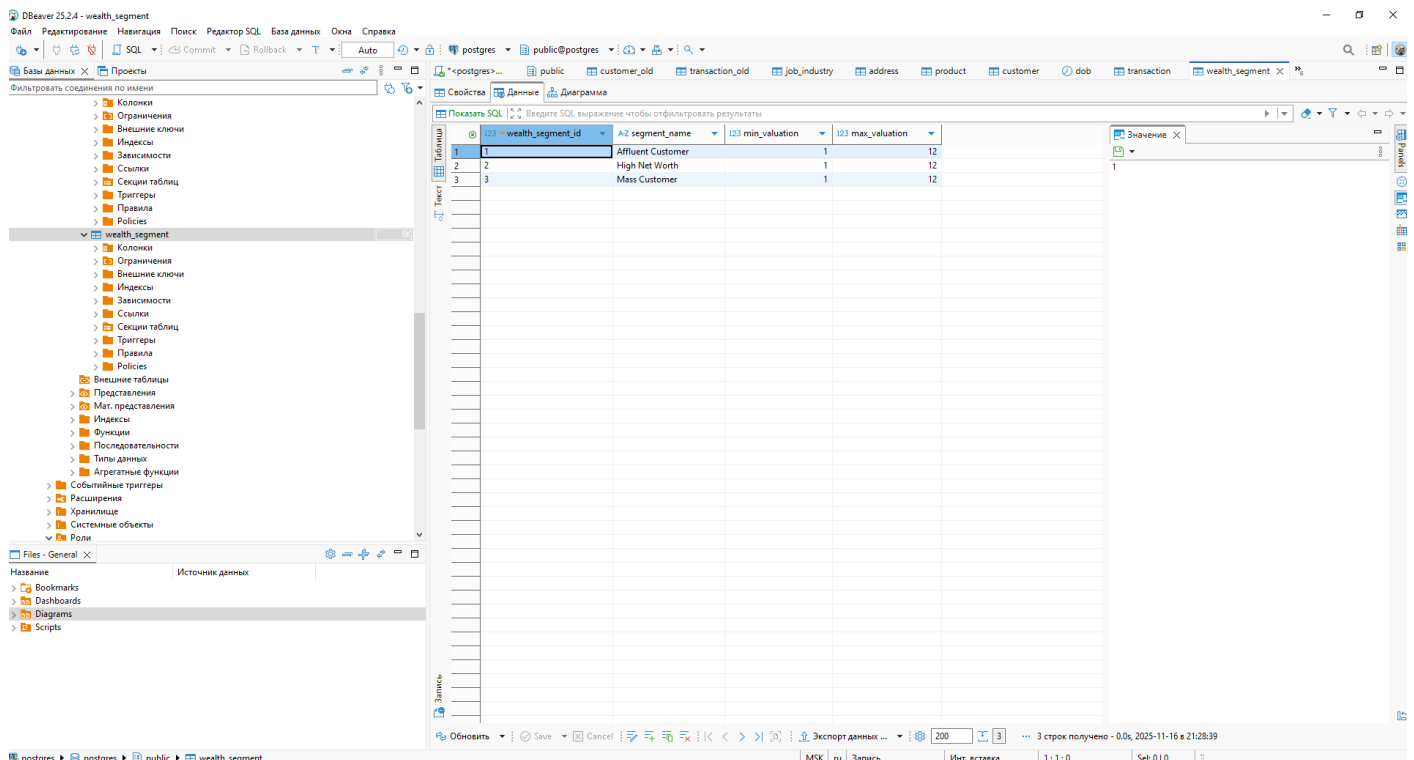 DBeaver 25.2.4 - wealth_segment
Файл Редактирование Навигация Поиск Редактор SQL База данных Окна Справка
SQL Commit Rollback T Auto postgres public@postgres
Базы данных Проекты
Фильтровать соединения по имени
Колонки
Ограничения
Внешние ключи
Индексы
Зависимости
Ссылки
Секции таблиц
Триггеры
Правила
Policies
wealth_segment
Колонки
Ограничения
Внешние ключи
Индексы
Зависимости
Ссылки
Секции таблиц
Триггеры
Правила
Policies
Внешние таблицы
Представления
Мат. представления
Индексы
Функции
Последовательности
Типы данных
Агрегатные функции
Событийные триггеры
Расширения
Хранилище
Системные объекты
Роли
Files - General
Название Источник данных
Bookmarks
Dashboards
Diagrams
Scripts
*<postgres>... public customer_old transaction_old job_industry address product customer dob transaction wealth_segment »6
Свойства Данные Диаграмма
Показать SQL Введите SQL выражение чтобы отфильтровать результаты
Таблица
Текст
Запись
123 wealth_segment_id A-Z segment_name 123 min_valuation 123 max_valuation
1 1 Affluent Customer 1 12
2 2 High Net Worth 1 12
3 3 Mass Customer 1 12
Значение
1
Panels
Обновить Save Cancel Экспорт данных ... 200 3 ... 3 строк получено - 0.0s, 2025-11-16 в 21:28:39
postgres postgres public wealth_segment MSK ru Запись Инт. вставка 1 : 1 : 0 Sel: 0 | 0